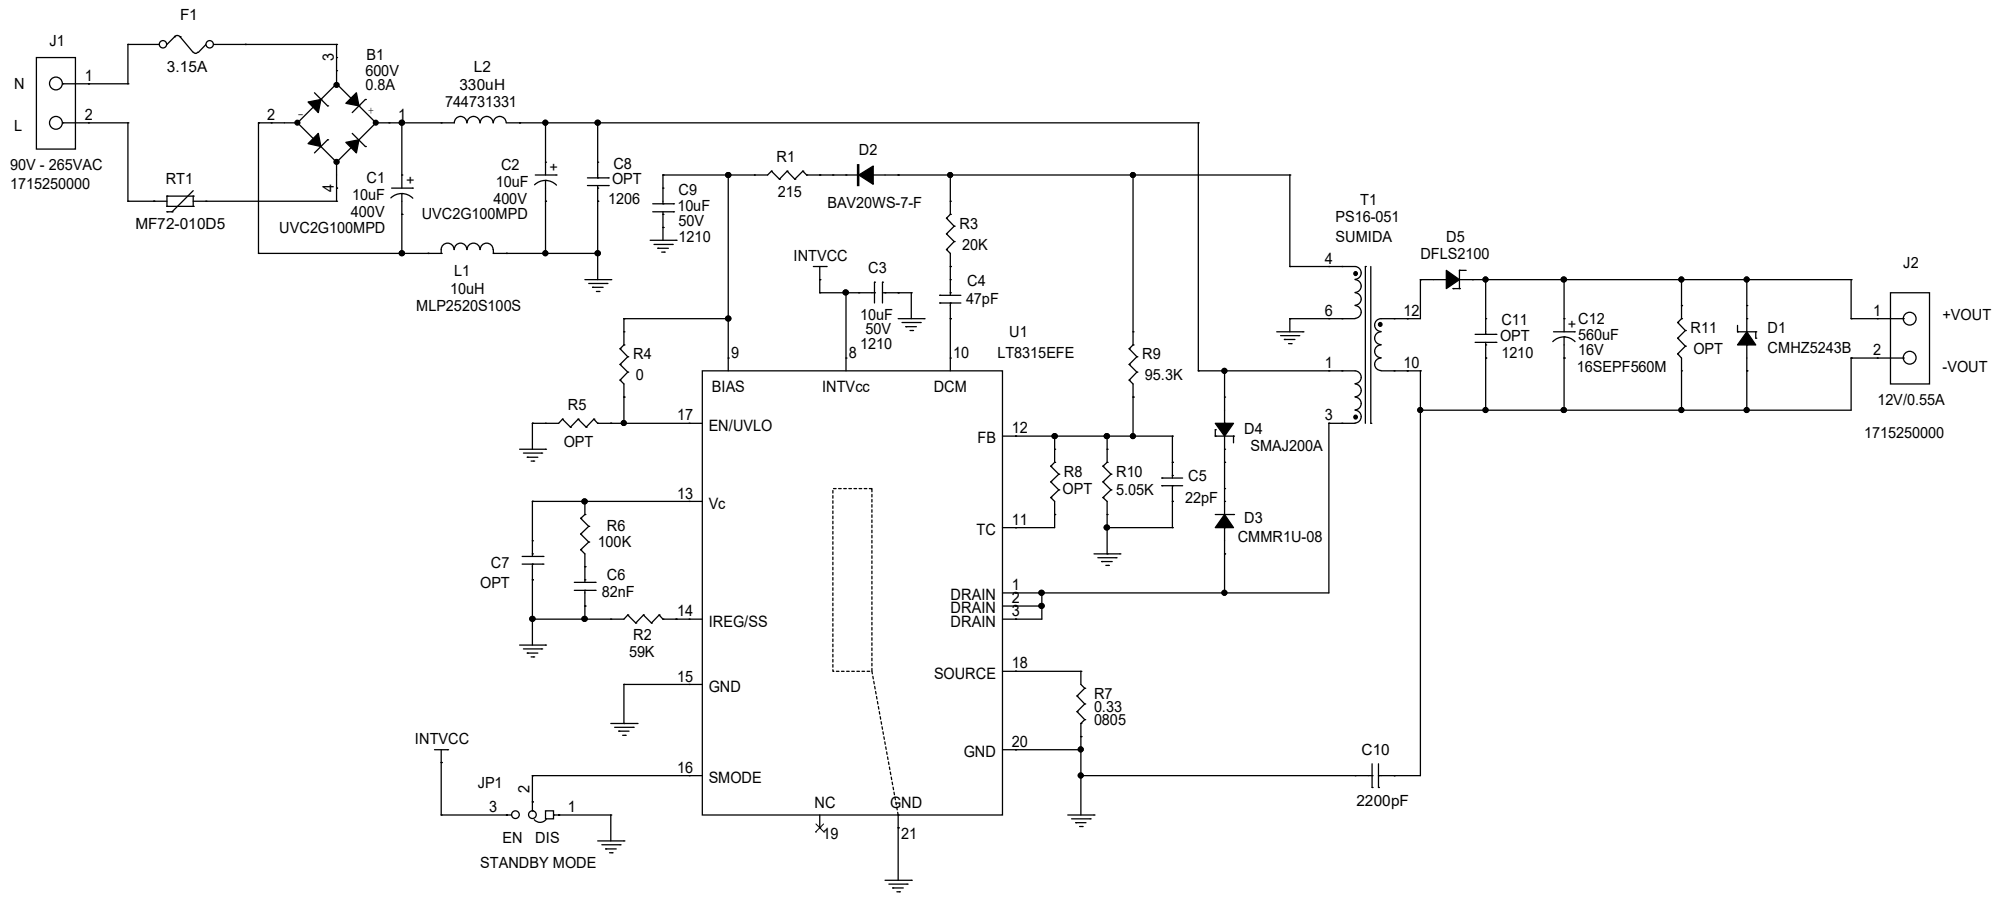 F1
3.15A
J1
N
1
L
2
90V - 265VAC
1715250000
RT1
MF72-010D5
B1
600V
0.8A
3
2
-
+
1
4
C1
+
10uF
400V
UVC2G100MPD
L2
330uH
744731331
L1
10uH
MLP2520S100S
C2
+
10uF
400V
UVC2G100MPD
C8
OPT
1206
C9
10uF
50V
1210
R1
215
D2
BAV20WS-7-F
R3
20K
C4
47pF
INTVCC
C3
10uF
50V
1210
R4
0
R5
OPT
9
8
10
U1
LT8315EFE
BIAS
INTVcc
DCM
17
EN/UVLO
13
Vc
14
IREG/SS
15
GND
16
SMODE
NC
19
GND
21
FB
12
TC
11
DRAIN
1
DRAIN
2
DRAIN
3
SOURCE
18
GND
20
R6
100K
C7
OPT
C6
82nF
R2
59K
INTVCC
JP1
3
2
1
EN
DIS
STANDBY MODE
R9
95.3K
R8
OPT
R10
5.05K
C5
22pF
D4
SMAJ200A
D3
CMMR1U-08
R7
0.33
0805
C10
2200pF
T1
PS16-051
SUMIDA
4
6
1
3
12
10
D5
DFLS2100
C11
OPT
1210
C12
+
560uF
16V
16SEPF560M
R11
OPT
D1
CMHZ5243B
J2
1
+VOUT
2
-VOUT
12V/0.55A
1715250000